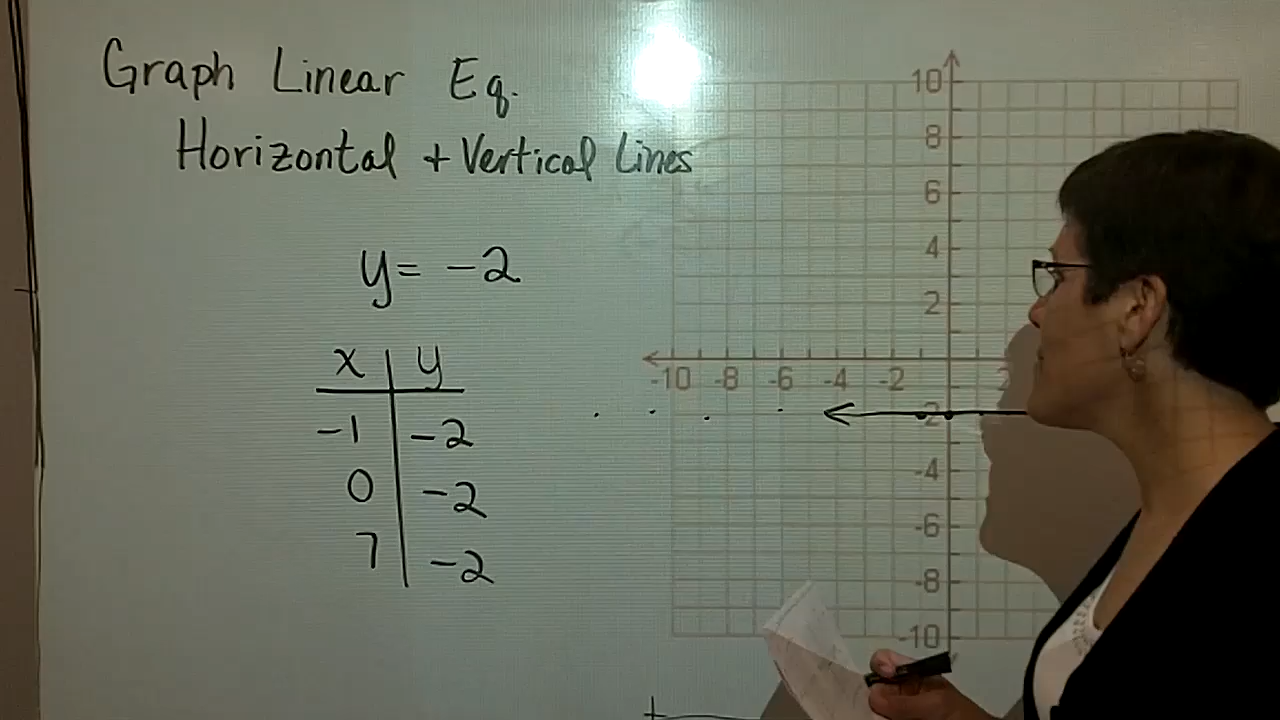 Graph Linear Eq.
Horizontal + Vertical Lines
y = -2
x y
-1 -2
0 -2
7 -2
10
8
6
4
2
-10 -8 -6 -4 -2 2
-2
-4
-6
-8
-10